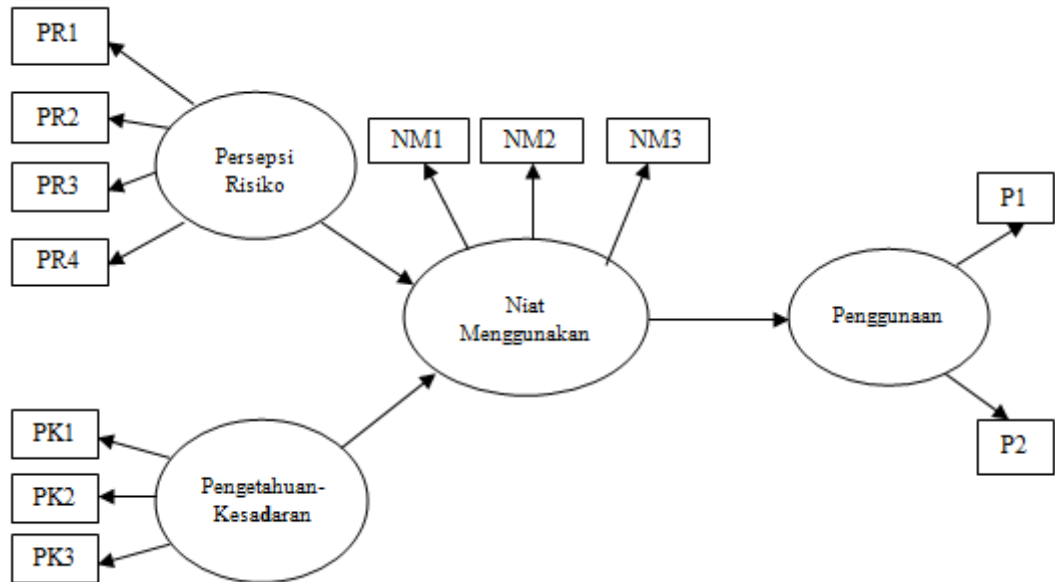 PR1
PR2
PR3
PR4
Persepsi
Risiko
NM1
NM2
NM3
Niat
Menggunakan
P1
Penggunaan
P2
PK1
PK2
PK3
Pengetahuan-
Kesadaran